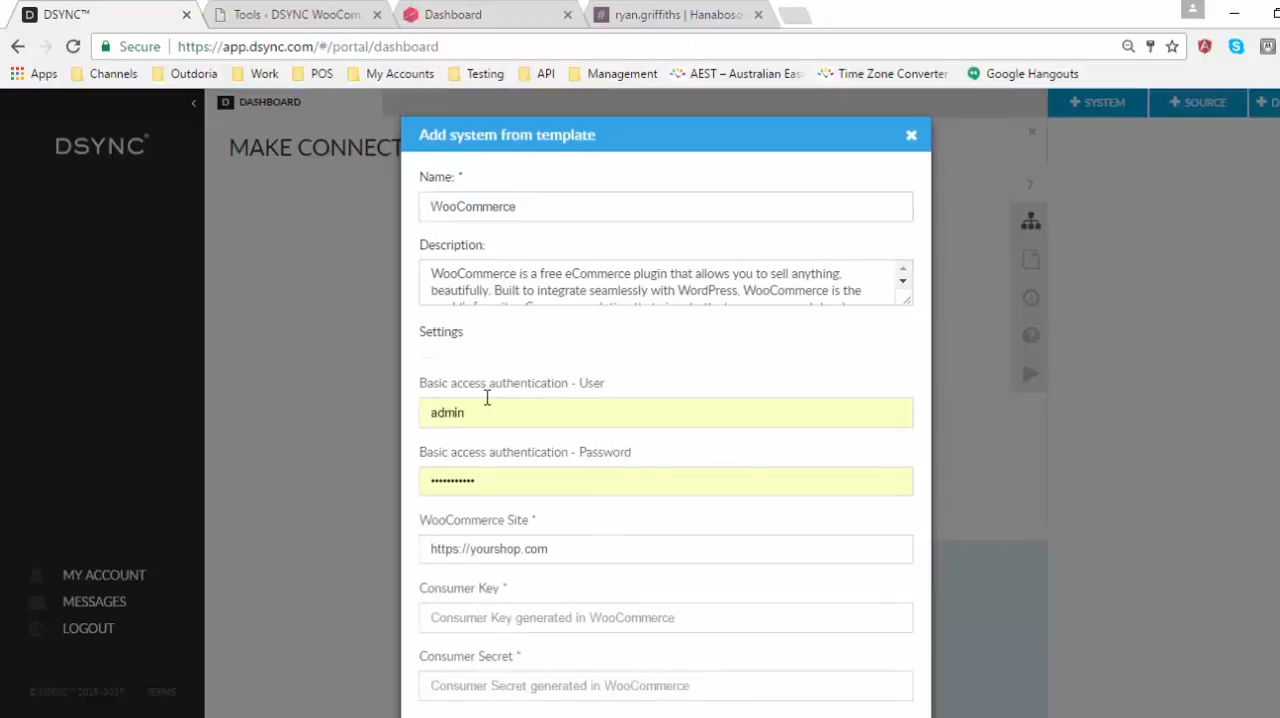 DSYNC™
Tools ‹ DSYNC WooCom
Dashboard
ryan.griffiths | Hanaboso
Secure
https://app.dsync.com/#/portal/dashboard
Apps
Channels
Outdoria
Work
POS
My Accounts
Testing
API
Management
AEST – Australian Eas
Time Zone Converter
Google Hangouts
D DASHBOARD
+ SYSTEM
+ SOURCE
+ D
DSYNC®
MAKE CONNECT
Add system from template
Name: *
WooCommerce
Description:
WooCommerce is a free eCommerce plugin that allows you to sell anything,
beautifully. Built to integrate seamlessly with WordPress, WooCommerce is the
Settings
Basic access authentication - User
admin
Basic access authentication - Password
•••••••••••
WooCommerce Site *
https://yourshop.com
Consumer Key *
Consumer Key generated in WooCommerce
Consumer Secret *
Consumer Secret generated in WooCommerce
MY ACCOUNT
MESSAGES
LOGOUT
© DSYNC™ 2015-2017
TERMS